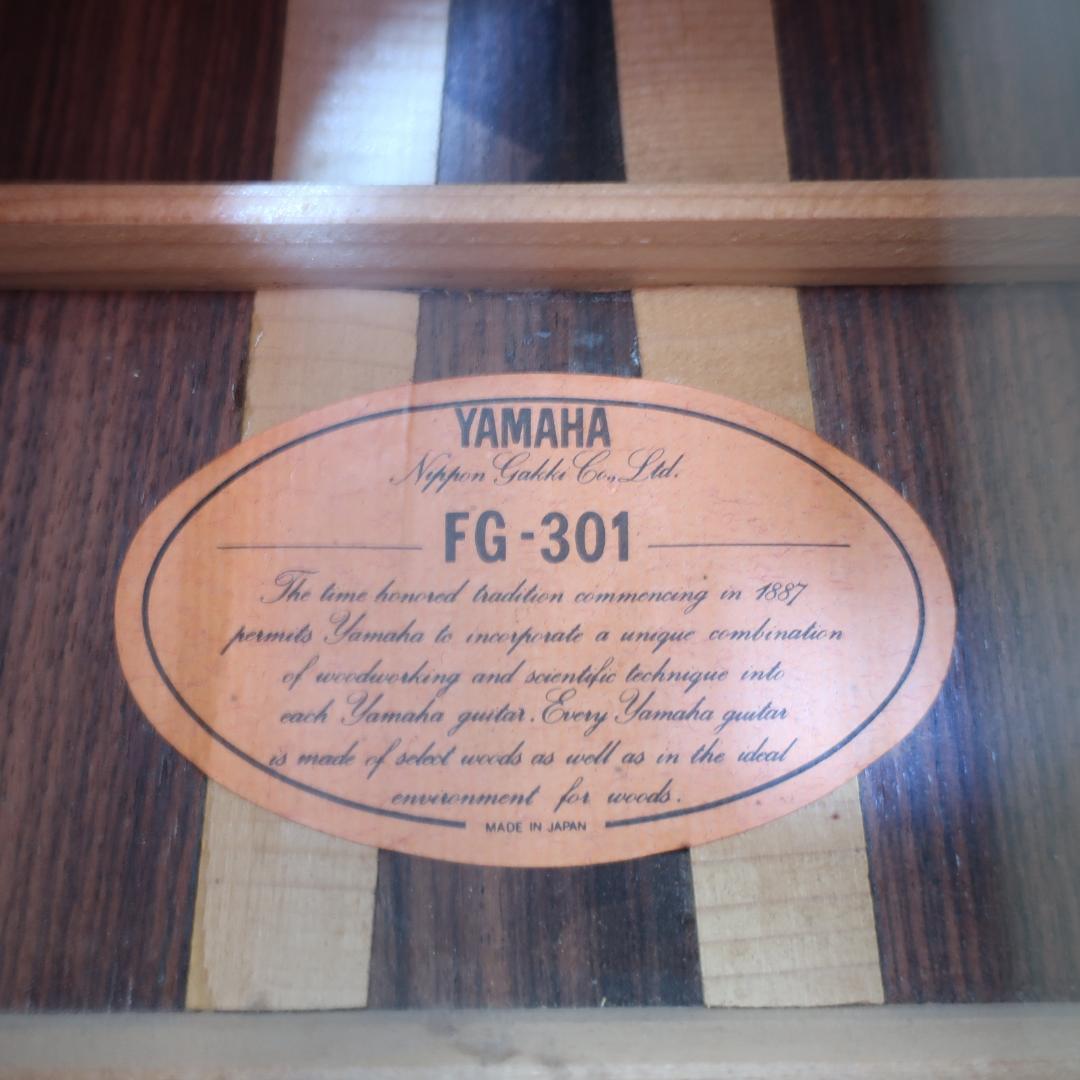 YAMAHA
Nippon Gakki Co., Ltd.
FG-301
The time honored tradition commencing in 1887
permits Yamaha to incorporate a unique combination
of woodworking and scientific technique into
each Yamaha guitar. Every Yamaha guitar
is made of select woods as well as in the ideal
environment for woods.
MADE IN JAPAN